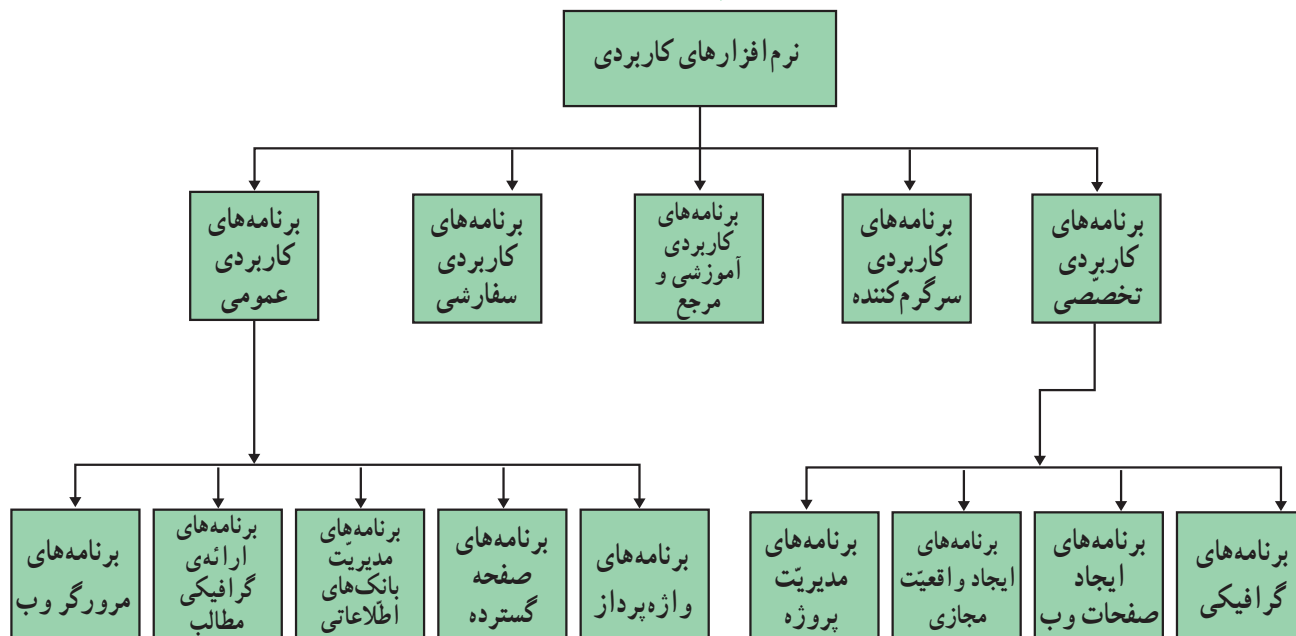 نرم‌افزارهای کاربردی
برنامه‌های
کاربردی
تخصّصی
برنامه‌های
کاربردی
سرگرم‌کننده
برنامه‌های
کاربردی
آموزشی و
مرجع
برنامه‌های
کاربردی
سفارشی
برنامه‌های
کاربردی
عمومی
برنامه‌های
گرافیکی
برنامه‌های
ایجاد
صفحات وب
برنامه‌های
ایجاد واقعیّت
مجازی
برنامه‌های
مدیریّت
پروژه
برنامه‌های
واژه‌پرداز
برنامه‌های
صفحه
گسترده
برنامه‌های
مدیریّت
بانک‌های
اطّلاعاتی
برنامه‌های
ارائه‌ی
گرافیکی
مطالب
برنامه‌های
مرورگر وب